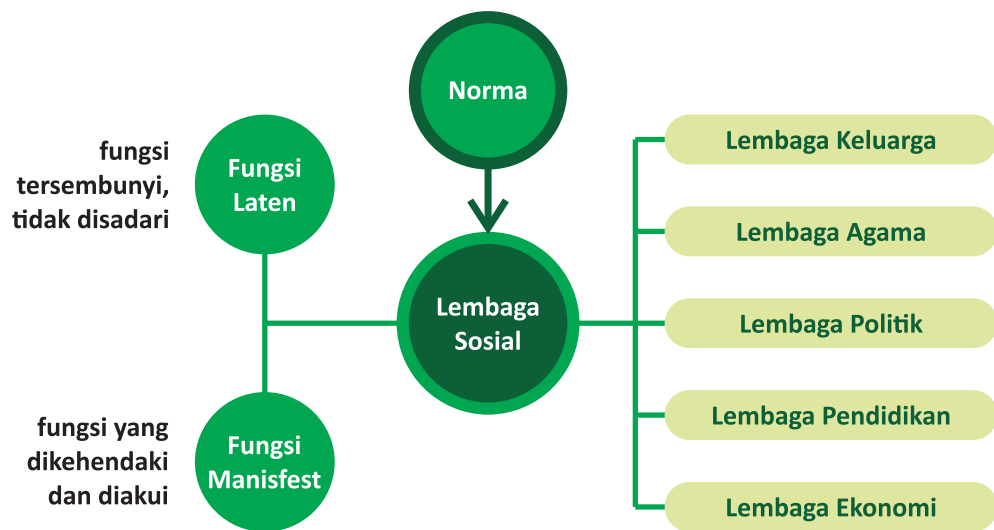 Norma
fungsi
tersembunyi,
tidak disadari
Fungsi
Laten
Lembaga
Sosial
fungsi yang
dikehendaki
dan diakui
Fungsi
Manisfest
Lembaga Keluarga
Lembaga Agama
Lembaga Politik
Lembaga Pendidikan
Lembaga Ekonomi